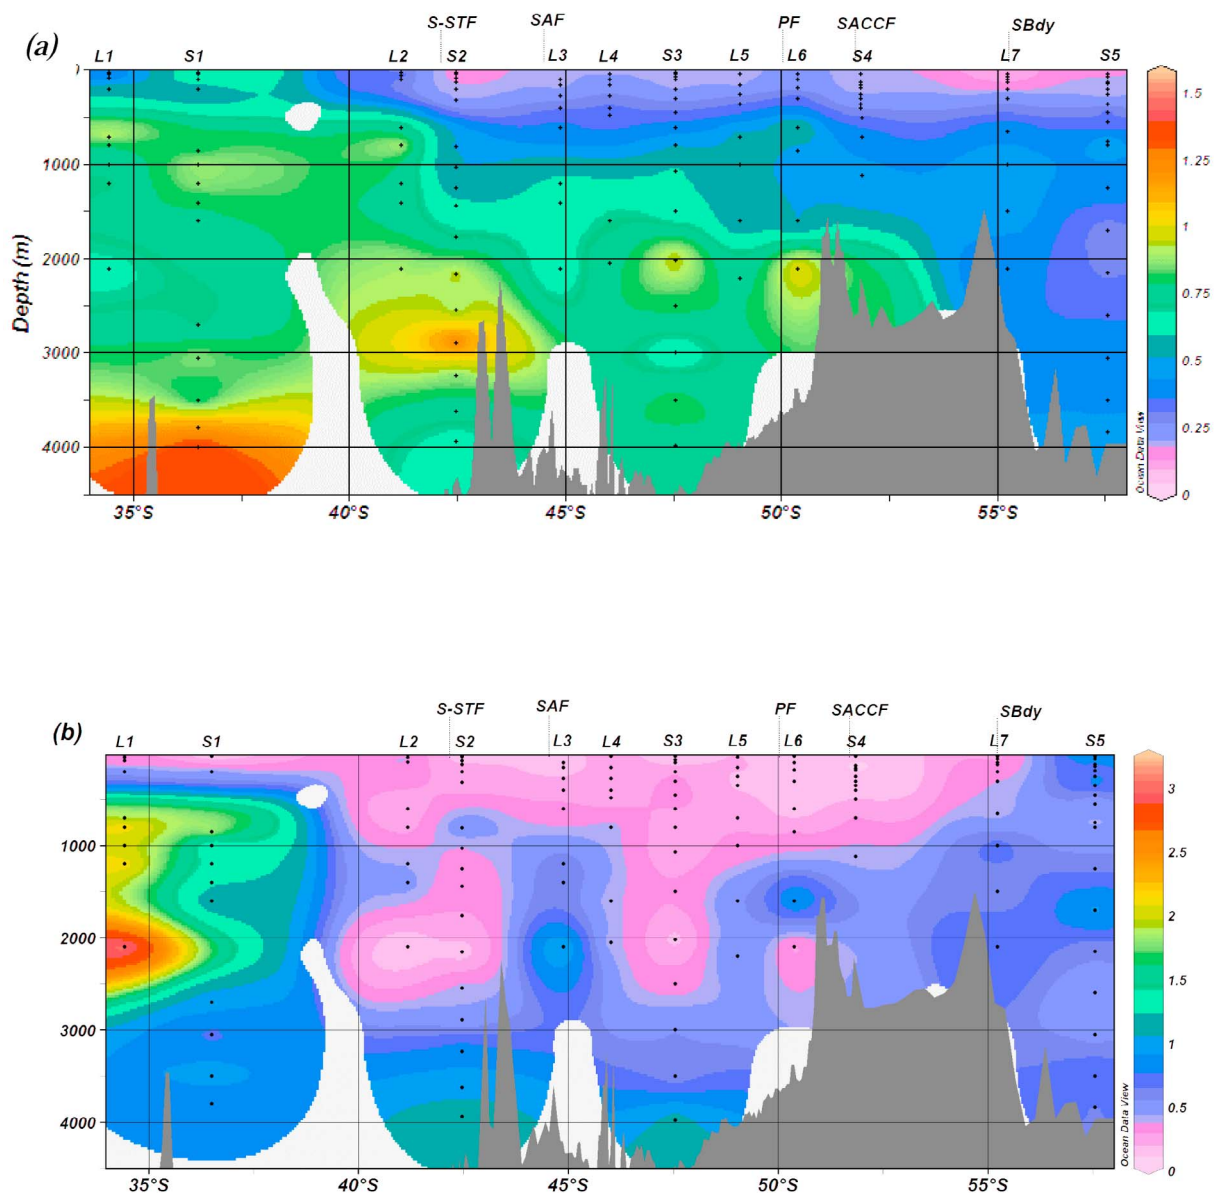 (a)
S-STF SAF PF SACCF SBdy
L1 S1 L2 S2 L3 L4 S3 L5 L6 S4 L7 S5
Depth (m)
1000
2000
3000
4000
35°S 40°S 45°S 50°S 55°S
1.5
1.25
1
0.75
0.5
0.25
0
Ocean Data View
(b)
S-STF SAF PF SACCF SBdy
L1 S1 L2 S2 L3 L4 S3 L5 L6 S4 L7 S5
1000
2000
3000
4000
35°S 40°S 45°S 50°S 55°S
3
2.5
2
1.5
1
0.5
0
Ocean Data View